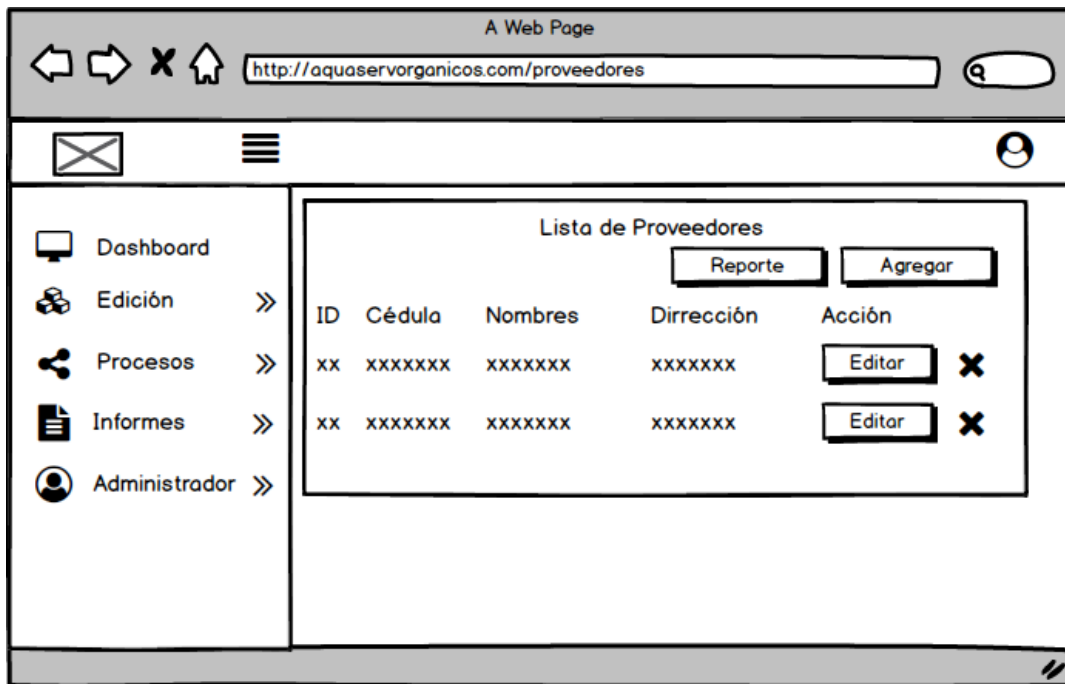 A Web Page
http://aquaservorganicos.com/proveedores
Dashboard
Edición
Procesos
Informes
Administrador
Lista de Proveedores
Reporte Agregar
ID Cédula Nombres Dirrección Acción
xx xxxxxxx xxxxxxx xxxxxxx Editar
xx xxxxxxx xxxxxxx xxxxxxx Editar